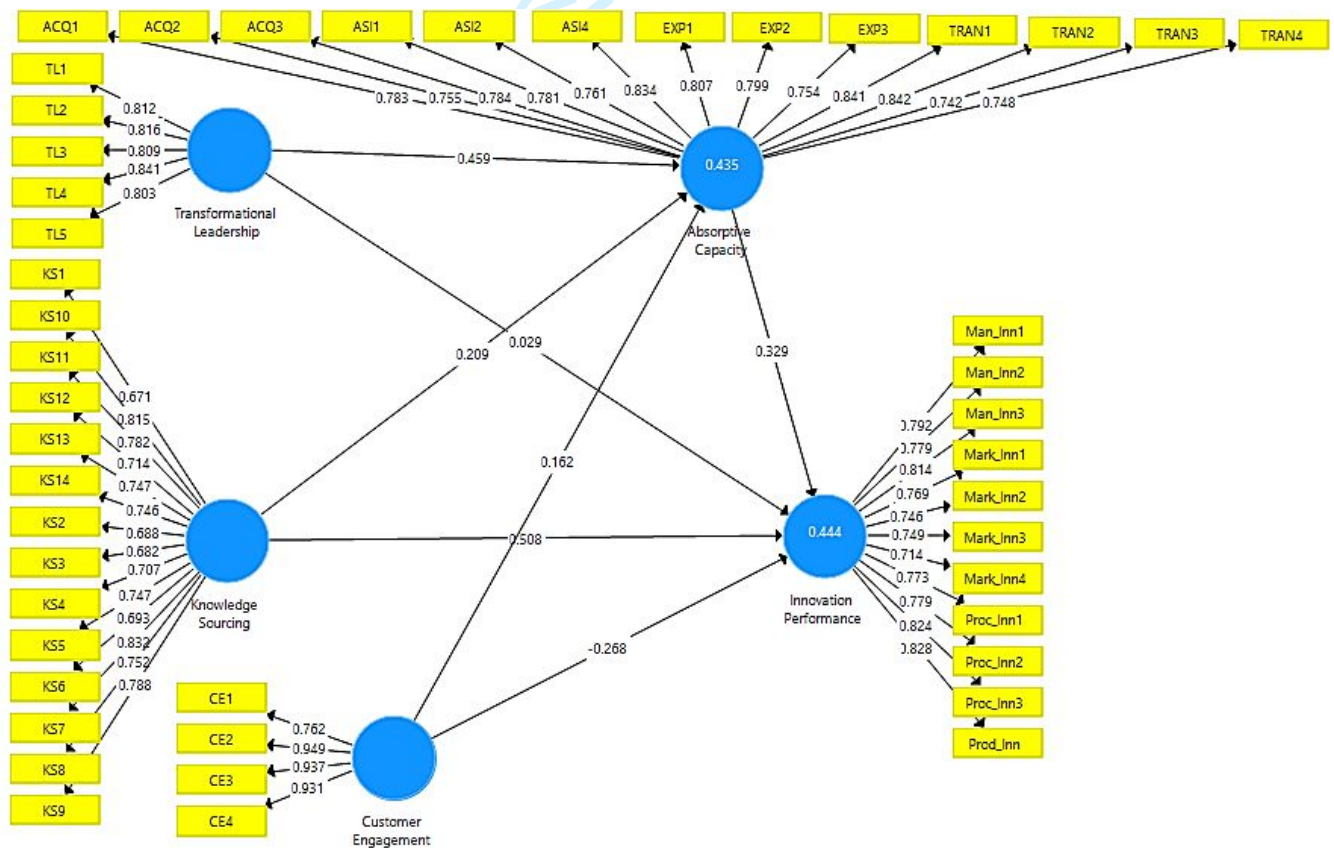 ACQ1 ACQ2 ACQ3 ASI1 ASI2 ASI4 EXP1 EXP2 EXP3 TRAN1 TRAN2 TRAN3 TRAN4
0.783 0.755 0.784 0.781 0.761 0.834 0.807 0.799 0.754 0.841 0.842 0.742 0.748
TL1
TL2
TL3
TL4
TL5
0.812
0.816
0.809
0.841
0.803
Transformational
Leadership
0.459
0.435
Absorptive
Capacity
KS1
KS10
KS11
KS12
KS13
KS14
KS2
KS3
KS4
KS5
KS6
KS7
KS8
KS9
0.671
0.815
0.782
0.714
0.747
0.746
0.688
0.682
0.707
0.747
0.693
0.832
0.752
0.788
Knowledge
Sourcing
0.209
0.029
0.329
0.162
0.508
-0.268
0.444
Innovation
Performance
Man_Inn1
Man_Inn2
Man_Inn3
Mark_Inn1
Mark_Inn2
Mark_Inn3
Mark_Inn4
Proc_Inn1
Proc_Inn2
Proc_Inn3
Prod_Inn
0.792
0.779
0.814
0.769
0.746
0.749
0.714
0.773
0.779
0.824
0.828
CE1
CE2
CE3
CE4
0.762
0.949
0.937
0.931
Customer
Engagement